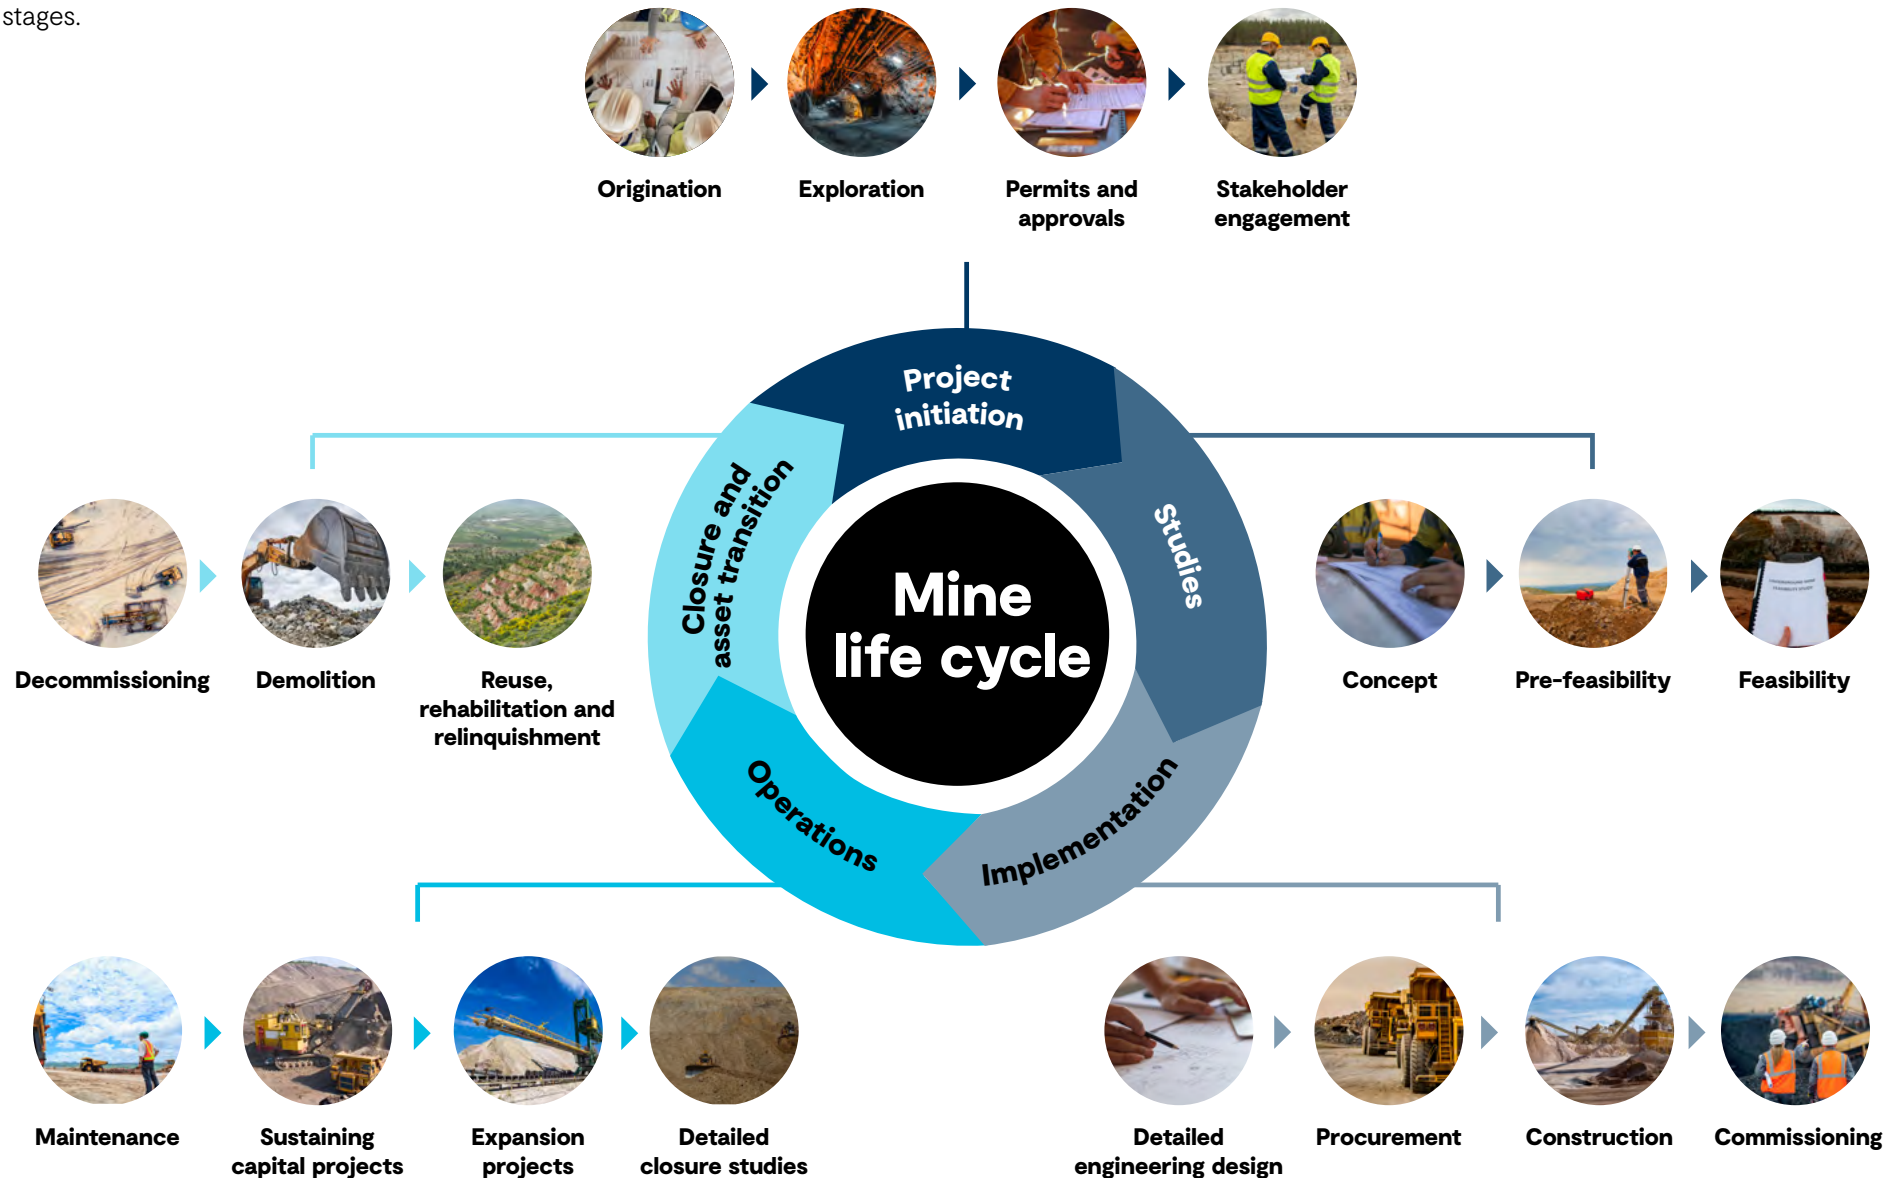 stages.
Origination
Exploration
Permits and
approvals
Stakeholder
engagement
Project
initiation
Studies
Implementation
Operations
Closure and
asset transition
Mine
life cycle
Decommissioning
Demolition
Reuse,
rehabilitation and
relinquishment
Concept
Pre-feasibility
Feasibility
Maintenance
Sustaining
capital projects
Expansion
projects
Detailed
closure studies
Detailed
engineering design
Procurement
Construction
Commissioning